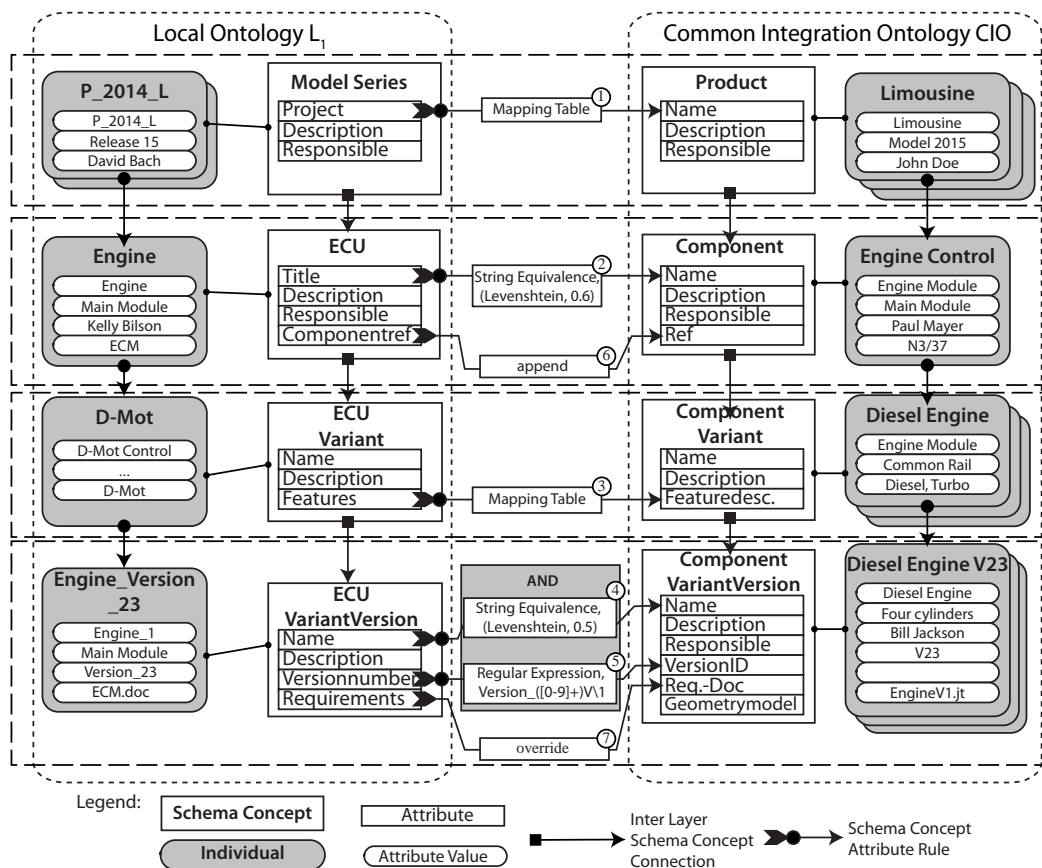 Local Ontology L1
Common Integration Ontology CIO
P_2014_L
P_2014_L
Release 15
David Bach
Model Series
Project
Description
Responsible
1
Mapping Table
Product
Name
Description
Responsible
Limousine
Limousine
Model 2015
John Doe
Engine
Engine
Main Module
Kelly Bilson
ECM
ECU
Title
Description
Responsible
Componentref
2
String Equivalence,
(Levenshtein, 0.6)
6
append
Component
Name
Description
Responsible
Ref
Engine Control
Engine Module
Main Module
Paul Mayer
N3/37
D-Mot
D-Mot Control
...
D-Mot
ECU
Variant
Name
Description
Features
3
Mapping Table
Component
Variant
Name
Description
Featuredesc.
Diesel Engine
Engine Module
Common Rail
Diesel, Turbo
Engine_Version
_23
Engine_1
Main Module
Version_23
ECM.doc
ECU
VariantVersion
Name
Description
Versionnumber
Requirements
AND
4
String Equivalence,
(Levenshtein, 0.5)
5
Regular Expression,
Version_([0-9]+)V\1
7
override
Component
VariantVersion
Name
Description
Responsible
VersionID
Req.-Doc
Geometrymodel
Diesel Engine V23
Diesel Engine
Four cylinders
Bill Jackson
V23
EngineV1.jt
Legend:
Schema Concept
Individual
Attribute
Attribute Value
Inter Layer
Schema Concept
Connection
Schema Concept
Attribute Rule